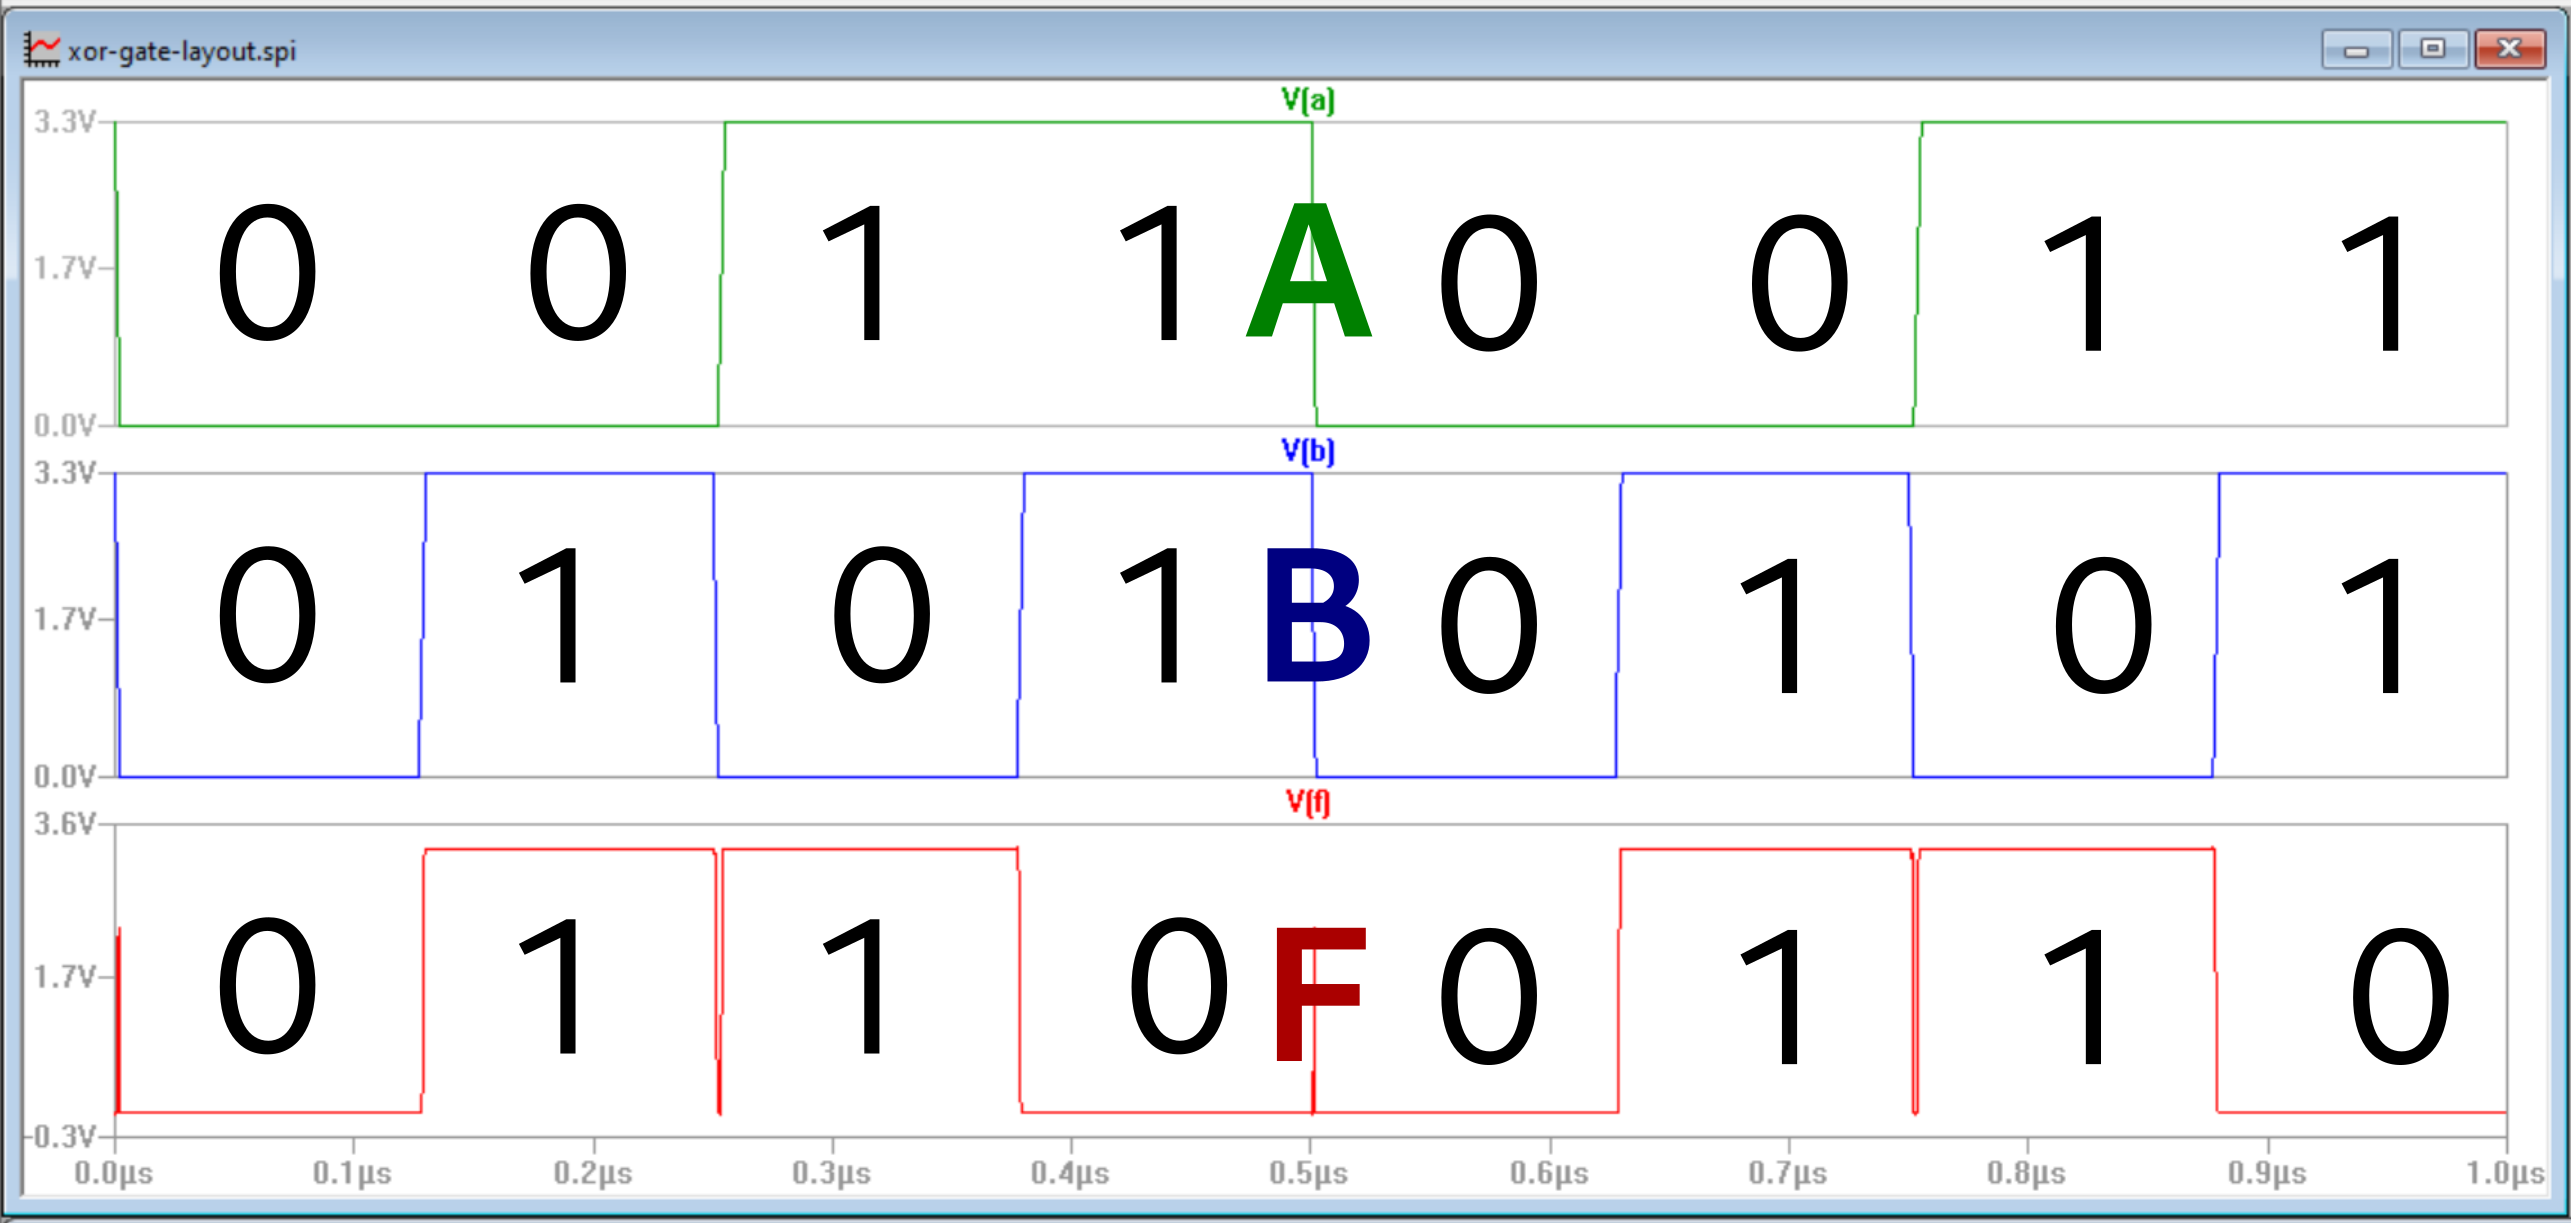 xor-gate-layout.spi
V(a)
3.3V
0 0 1 1 A 0 0 1 1
1.7V
0.0V
V(b)
3.3V
0 1 0 1 B 0 1 0 1
1.7V
0.0V
V(f)
3.6V
0 1 1 0 F 0 1 1 0
1.7V
-0.3V
0.0µs 0.1µs 0.2µs 0.3µs 0.4µs 0.5µs 0.6µs 0.7µs 0.8µs 0.9µs 1.0µs